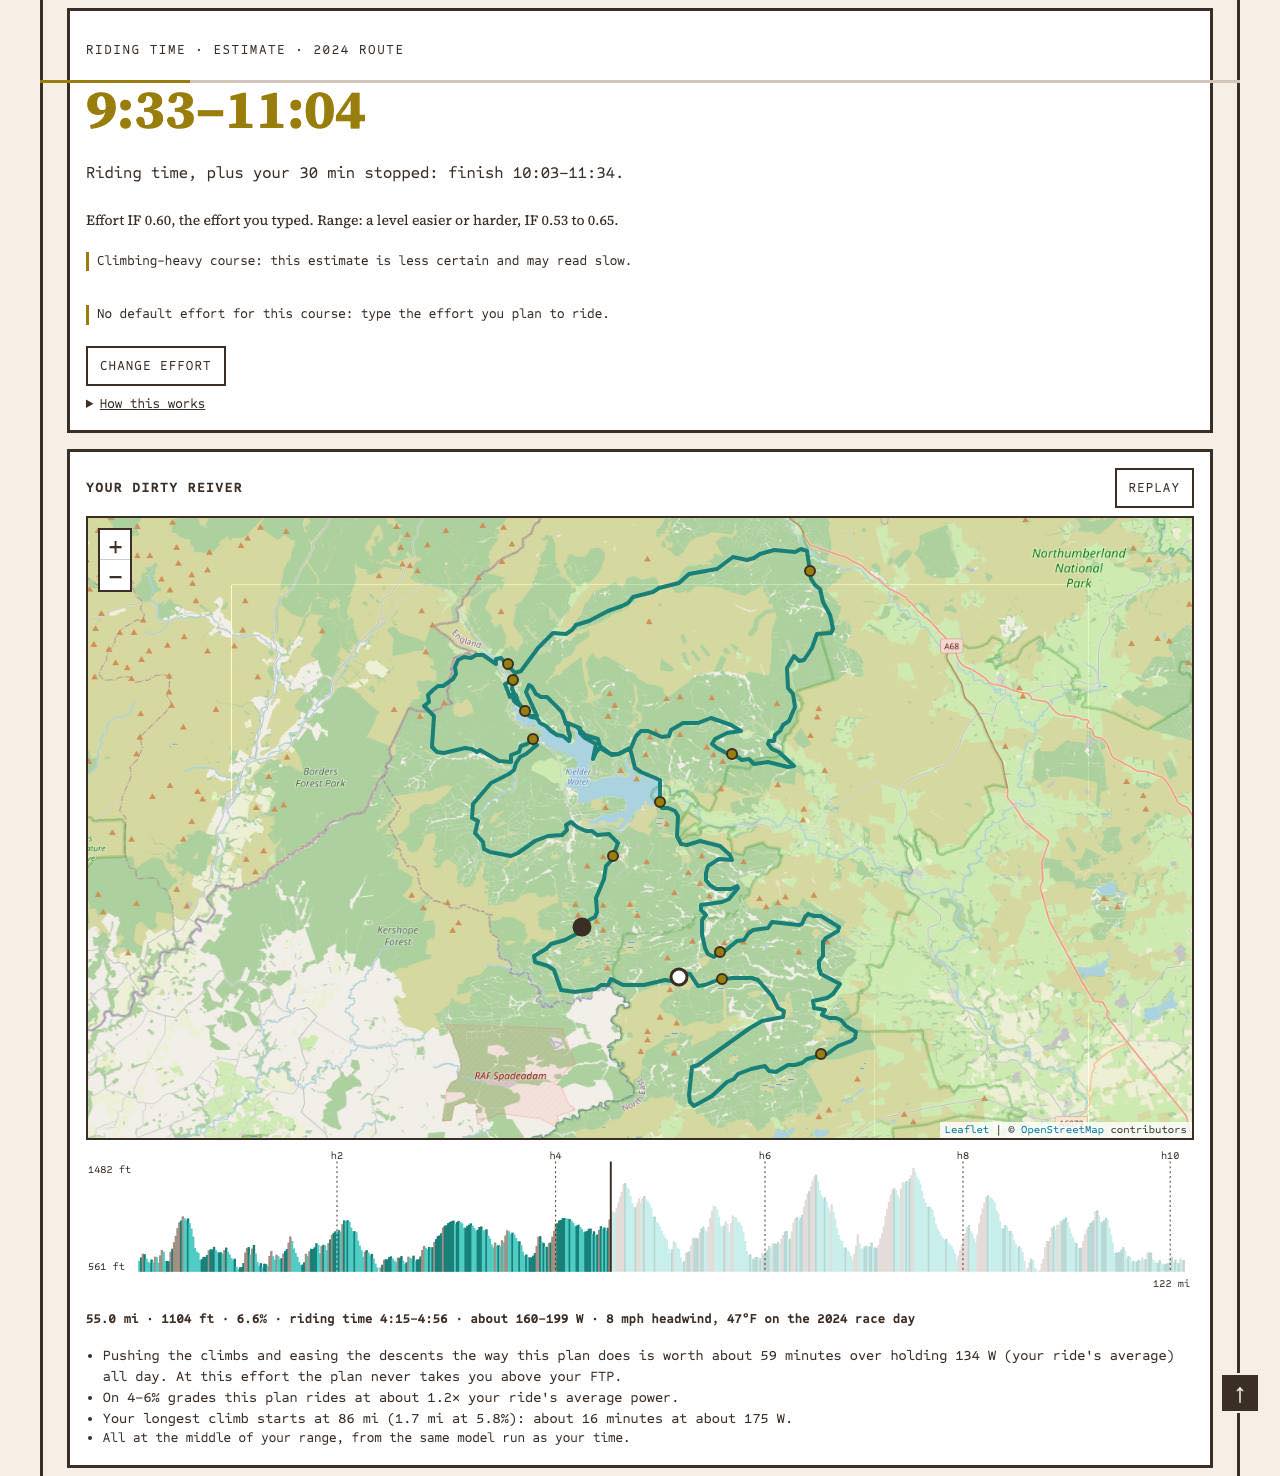 RIDING TIME · ESTIMATE · 2024 ROUTE
9:33–11:04
Riding time, plus your 30 min stopped: finish 10:03–11:34.
Effort IF 0.60, the effort you typed. Range: a level easier or harder, IF 0.53 to 0.65.
Climbing-heavy course: this estimate is less certain and may read slow.
No default effort for this course: type the effort you plan to ride.
CHANGE EFFORT
▶ How this works
YOUR DIRTY REIVER
REPLAY
+
−
Northumberland
National
Park
England
A68
Borders
Forest Park
Kielder
Water
ature
Kershope
Forest
RAF Spadeadam
North East
Leaflet | © OpenStreetMap contributors
h2 h4 h6 h8 h10
1482 ft
561 ft
122 mi
55.0 mi · 1104 ft · 6.6% · riding time 4:15–4:56 · about 160–199 W · 8 mph headwind, 47°F on the 2024 race day
• Pushing the climbs and easing the descents the way this plan does is worth about 59 minutes over holding 134 W (your ride's average)
all day. At this effort the plan never takes you above your FTP.
• On 4–6% grades this plan rides at about 1.2× your ride's average power.
• Your longest climb starts at 86 mi (1.7 mi at 5.8%): about 16 minutes at about 175 W.
• All at the middle of your range, from the same model run as your time.
↑